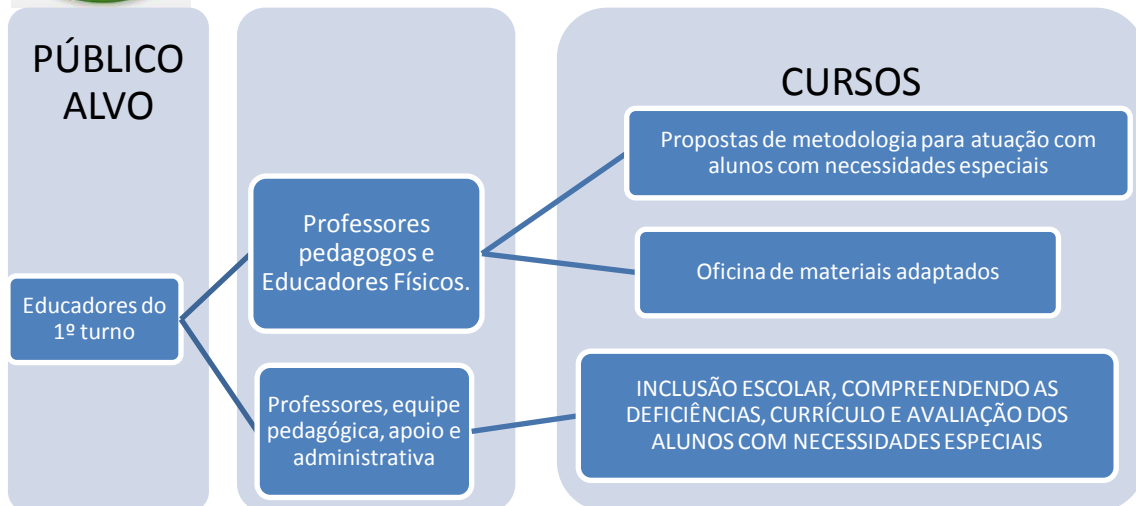 PÚBLICO
ALVO
Educadores do
1º turno
Professores
pedagogos e
Educadores Físicos.
Professores, equipe
pedagógica, apoio e
administrativa
CURSOS
Propostas de metodologia para atuação com
alunos com necessidades especiais
Oficina de materiais adaptados
INCLUSÃO ESCOLAR, COMPREENDENDO AS
DEFICIÊNCIAS, CURRÍCULO E AVALIAÇÃO DOS
ALUNOS COM NECESSIDADES ESPECIAIS